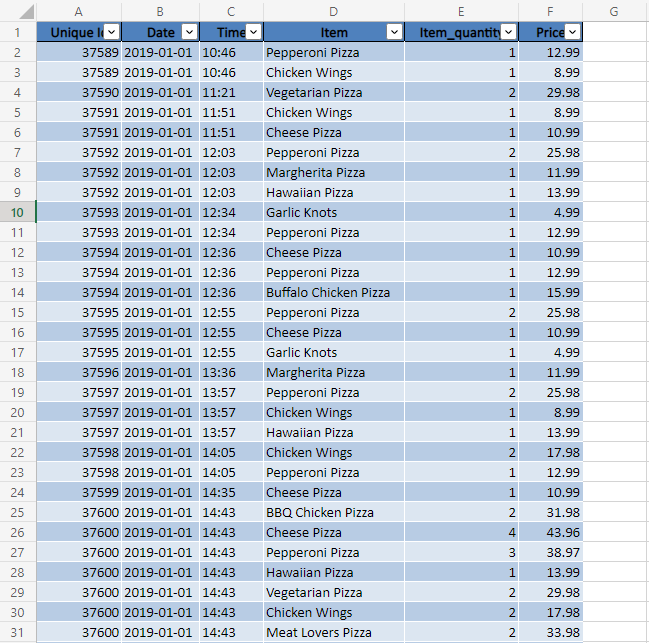 A B C D E F G
1 Unique Date Time Item Item_quantity Price
2 37589 2019-01-01 10:46 Pepperoni Pizza 1 12.99
3 37589 2019-01-01 10:46 Chicken Wings 1 8.99
4 37590 2019-01-01 11:21 Vegetarian Pizza 2 29.98
5 37591 2019-01-01 11:51 Chicken Wings 1 8.99
6 37591 2019-01-01 11:51 Cheese Pizza 1 10.99
7 37592 2019-01-01 12:03 Pepperoni Pizza 2 25.98
8 37592 2019-01-01 12:03 Margherita Pizza 1 11.99
9 37592 2019-01-01 12:03 Hawaiian Pizza 1 13.99
10 37593 2019-01-01 12:34 Garlic Knots 1 4.99
11 37593 2019-01-01 12:34 Pepperoni Pizza 1 12.99
12 37594 2019-01-01 12:36 Cheese Pizza 1 10.99
13 37594 2019-01-01 12:36 Pepperoni Pizza 1 12.99
14 37594 2019-01-01 12:36 Buffalo Chicken Pizza 1 15.99
15 37595 2019-01-01 12:55 Pepperoni Pizza 2 25.98
16 37595 2019-01-01 12:55 Cheese Pizza 1 10.99
17 37595 2019-01-01 12:55 Garlic Knots 1 4.99
18 37596 2019-01-01 13:36 Margherita Pizza 1 11.99
19 37597 2019-01-01 13:57 Pepperoni Pizza 2 25.98
20 37597 2019-01-01 13:57 Chicken Wings 1 8.99
21 37597 2019-01-01 13:57 Hawaiian Pizza 1 13.99
22 37598 2019-01-01 14:05 Chicken Wings 2 17.98
23 37598 2019-01-01 14:05 Pepperoni Pizza 1 12.99
24 37599 2019-01-01 14:35 Cheese Pizza 1 10.99
25 37600 2019-01-01 14:43 BBQ Chicken Pizza 2 31.98
26 37600 2019-01-01 14:43 Cheese Pizza 4 43.96
27 37600 2019-01-01 14:43 Pepperoni Pizza 3 38.97
28 37600 2019-01-01 14:43 Hawaiian Pizza 1 13.99
29 37600 2019-01-01 14:43 Vegetarian Pizza 2 29.98
30 37600 2019-01-01 14:43 Chicken Wings 2 17.98
31 37600 2019-01-01 14:43 Meat Lovers Pizza 2 33.98